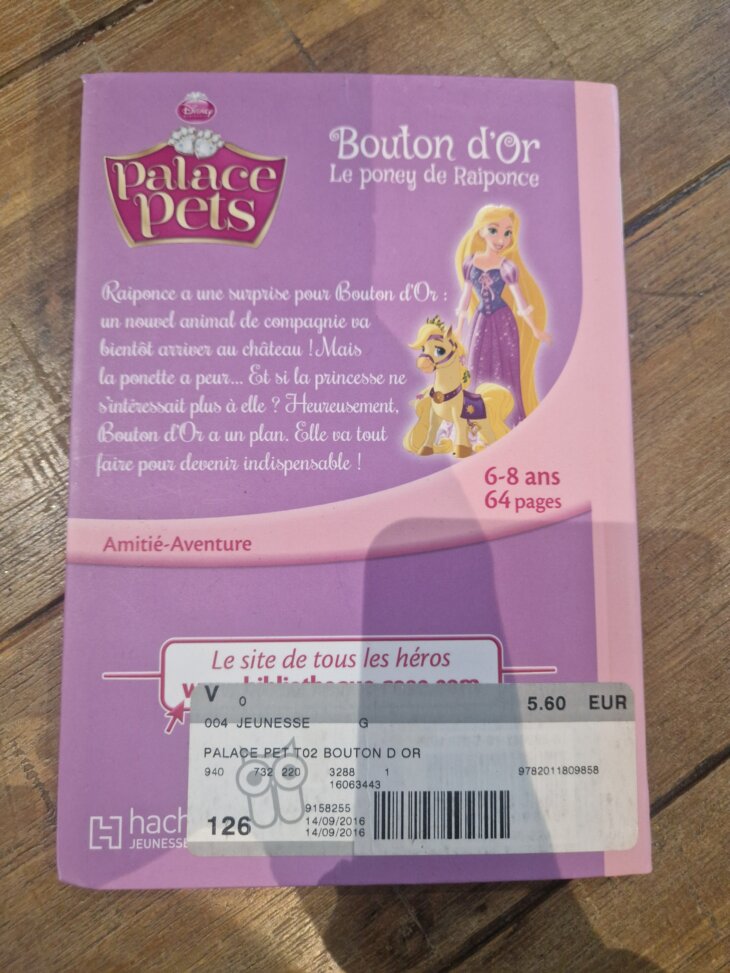 Disney
Palace
Pets
Bouton d'Or
Le poney de Raiponce
Raiponce a une surprise pour Bouton d'Or :
un nouvel animal de compagnie va
bientôt arriver au château ! Mais
la ponette a peur... Et si la princesse ne
s'intéressait plus à elle ? Heureusement,
Bouton d'Or a un plan. Elle va tout
faire pour devenir indispensable !
6-8 ans
64 pages
Amitié-Aventure
Le site de tous les héros
V 0 5.60 EUR
004 JEUNESSE G
PALACE PET T02 BOUTON D OR
940 732 220 3288 1 9782011809858
16063443
9158255
126 14/09/2016
14/09/2016
hach
JEUNESSE